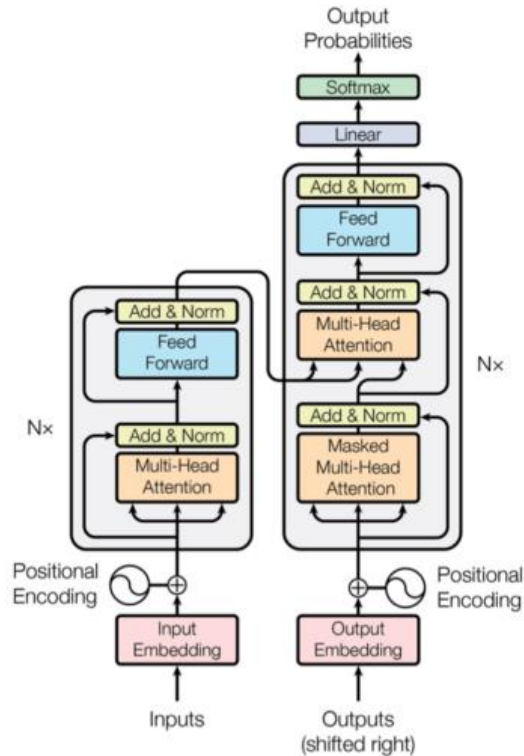 Output
Probabilities
Softmax
Linear
Add & Norm
Feed
Forward
Add & Norm
Multi-Head
Attention
Add & Norm
Masked
Multi-Head
Attention
N×
Add & Norm
Feed
Forward
Add & Norm
Multi-Head
Attention
N×
Positional
Encoding
Positional
Encoding
Input
Embedding
Output
Embedding
Inputs
Outputs
(shifted right)